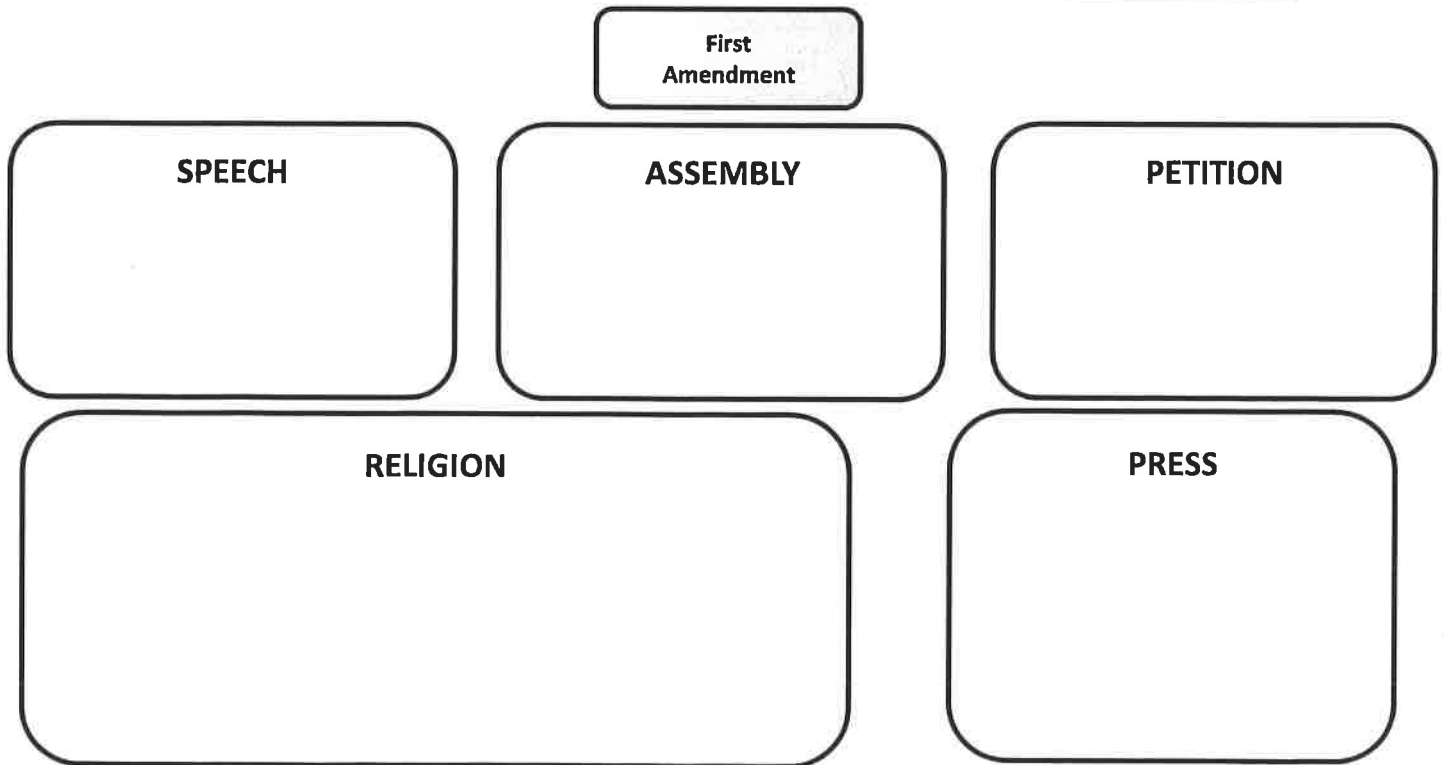 First
Amendment
SPEECH
ASSEMBLY
PETITION
RELIGION
PRESS